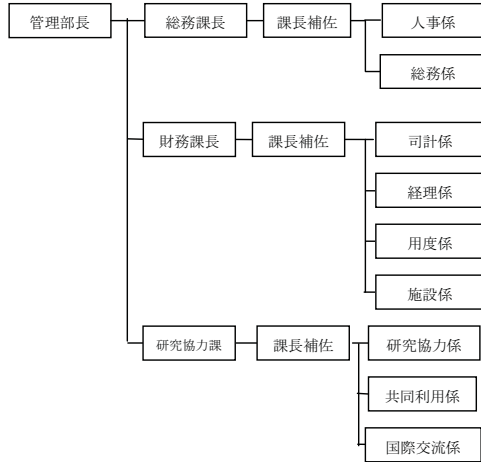 管理部長
総務課長
課長補佐
人事係
総務係
財務課長
課長補佐
司計係
経理係
用度係
施設係
研究協力課
課長補佐
研究協力係
共同利用係
国際交流係